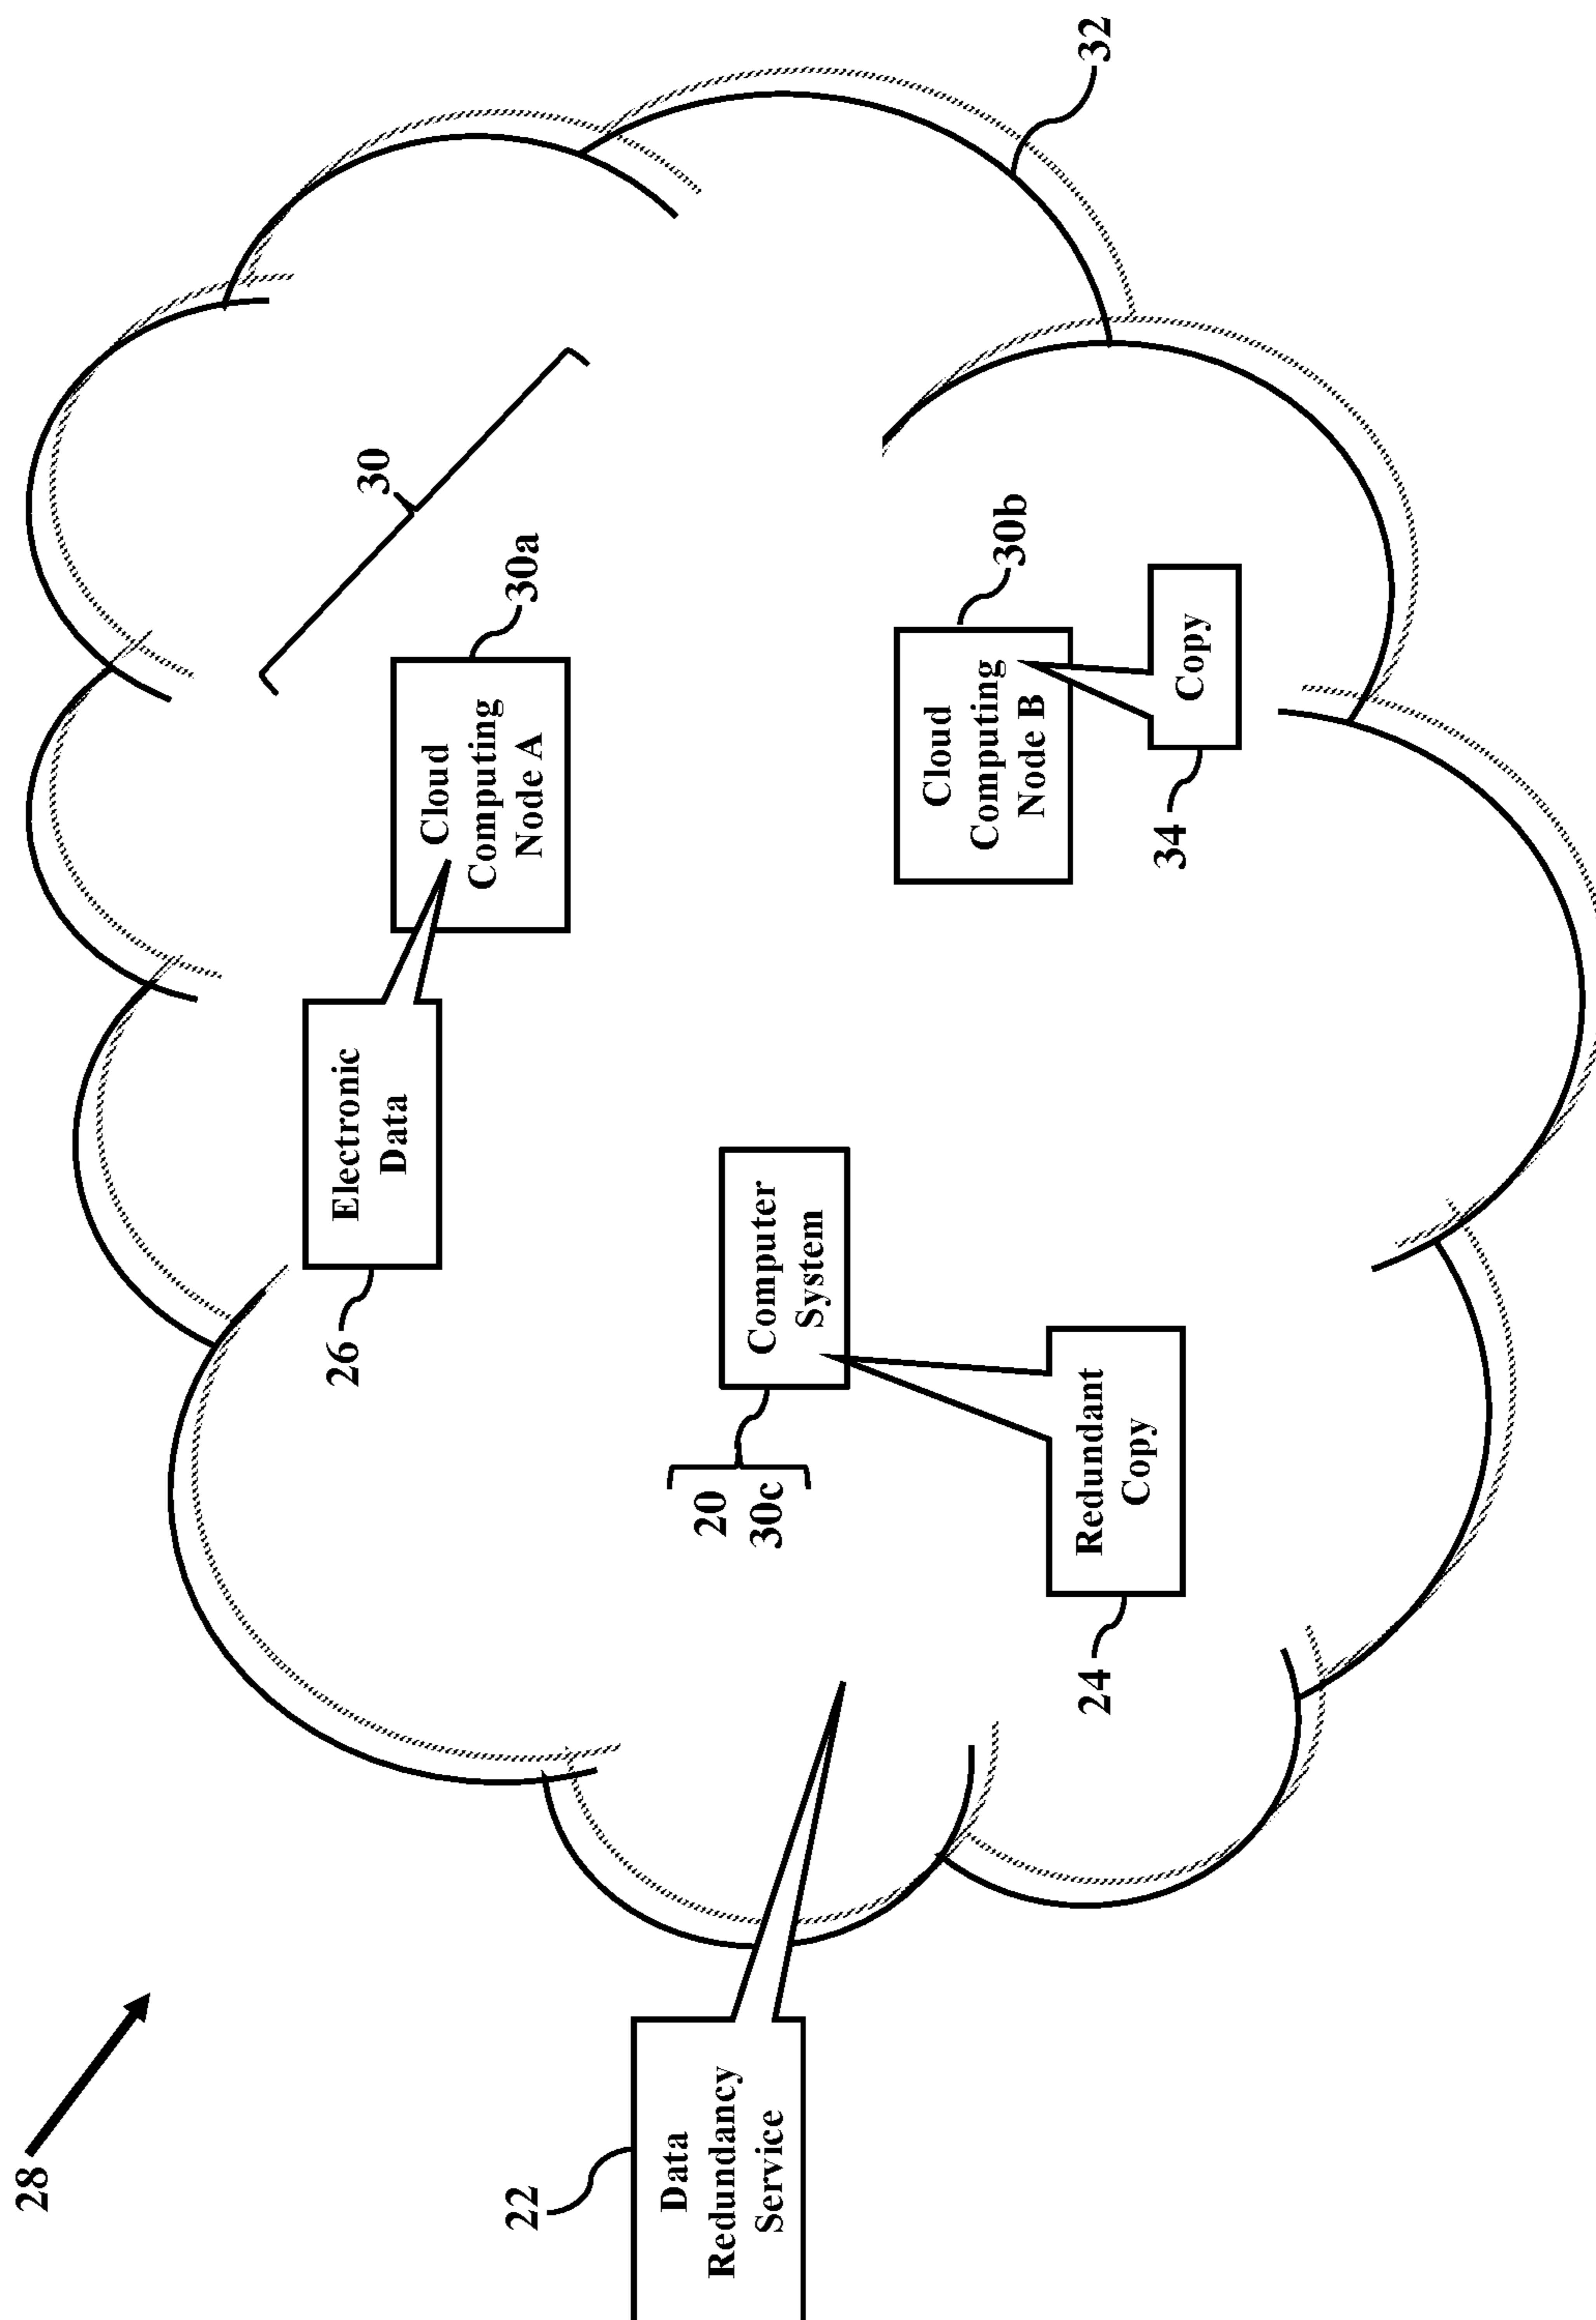 28
22
Data
Redundancy
Service
26
Electronic
Data
30
30a
Cloud
Computing
Node A
20
30c
Computer
System
24
Redundant
Copy
30b
Cloud
Computing
Node B
34
Copy
32